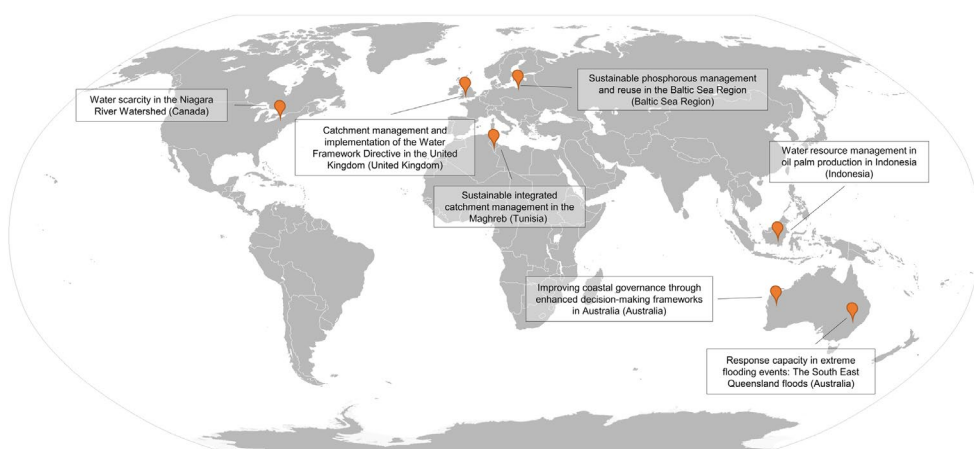 Water scarcity in the Niagara
River Watershed (Canada)
Catchment management and
implementation of the Water
Framework Directive in the United
Kingdom (United Kingdom)
Sustainable phosphorous management
and reuse in the Baltic Sea Region
(Baltic Sea Region)
Sustainable integrated
catchment management in the
Maghreb (Tunisia)
Water resource management in
oil palm production in Indonesia
(Indonesia)
Improving coastal governance through
enhanced decision-making frameworks
in Australia (Australia)
Response capacity in extreme
flooding events: The South East
Queensland floods (Australia)